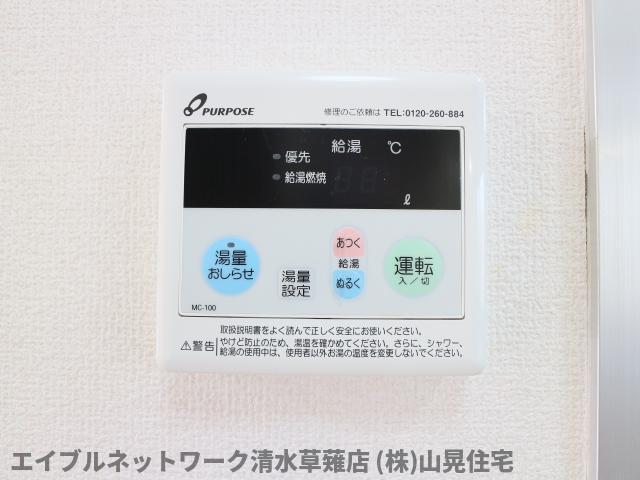 PURPOSE
修理のご依頼は TEL:0120-260-884
給湯 ℃
優先
給湯燃焼
ℓ
湯量
おしらせ
湯量
設定
あつく
給湯
ぬるく
運転
入／切
MC-100
取扱説明書をよく読んで正しく安全にお使いください。
⚠警告
やけど防止のため、湯温を確かめてください。さらに、シャワー、
給湯の使用中は、使用者以外お湯の温度を変更しないでください。
エイブルネットワーク清水草薙店 (株)山晃住宅